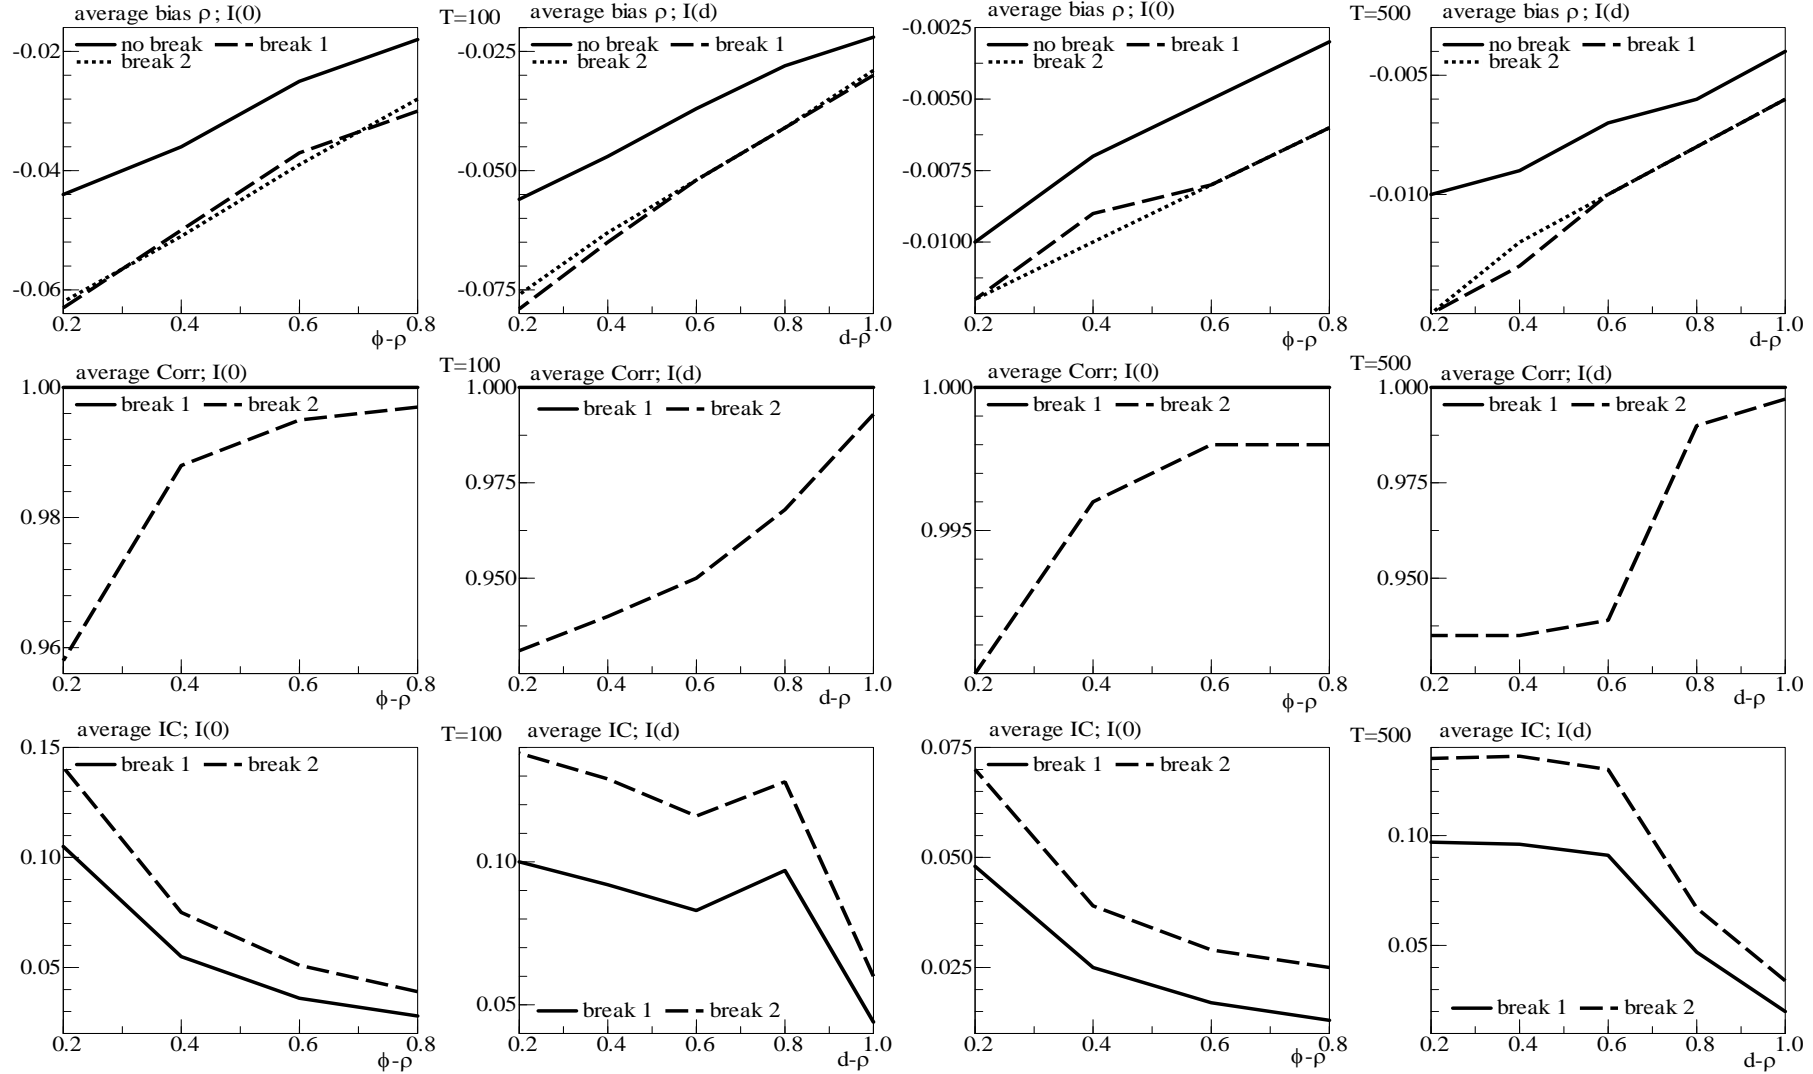 average bias ρ; I(0)
no break break 1
break 2
-0.02
-0.04
-0.06
0.2 0.4 0.6 0.8
ϕ-ρ
T=100
average bias ρ; I(d)
no break break 1
break 2
-0.025
-0.050
-0.075
0.2 0.4 0.6 0.8 1.0
d-ρ
average bias ρ; I(0)
no break break 1
break 2
-0.0025
-0.0050
-0.0075
-0.0100
0.2 0.4 0.6 0.8
ϕ-ρ
T=500
average bias ρ; I(d)
no break break 1
break 2
-0.005
-0.010
0.2 0.4 0.6 0.8 1.0
d-ρ
average Corr; I(0)
break 1 break 2
1.00
0.98
0.96
0.2 0.4 0.6 0.8
ϕ-ρ
T=100
average Corr; I(d)
break 1 break 2
1.000
0.975
0.950
0.2 0.4 0.6 0.8 1.0
d-ρ
average Corr; I(0)
break 1 break 2
1.000
0.995
0.2 0.4 0.6 0.8
ϕ-ρ
T=500
average Corr; I(d)
break 1 break 2
1.000
0.975
0.950
0.2 0.4 0.6 0.8 1.0
d-ρ
average IC; I(0)
break 1 break 2
0.15
0.10
0.05
0.2 0.4 0.6 0.8
ϕ-ρ
T=100
average IC; I(d)
0.10
0.05
break 1 break 2
0.2 0.4 0.6 0.8 1.0
d-ρ
average IC; I(0)
break 1 break 2
0.075
0.050
0.025
0.2 0.4 0.6 0.8
ϕ-ρ
T=500
average IC; I(d)
0.10
0.05
break 1 break 2
0.2 0.4 0.6 0.8 1.0
d-ρ